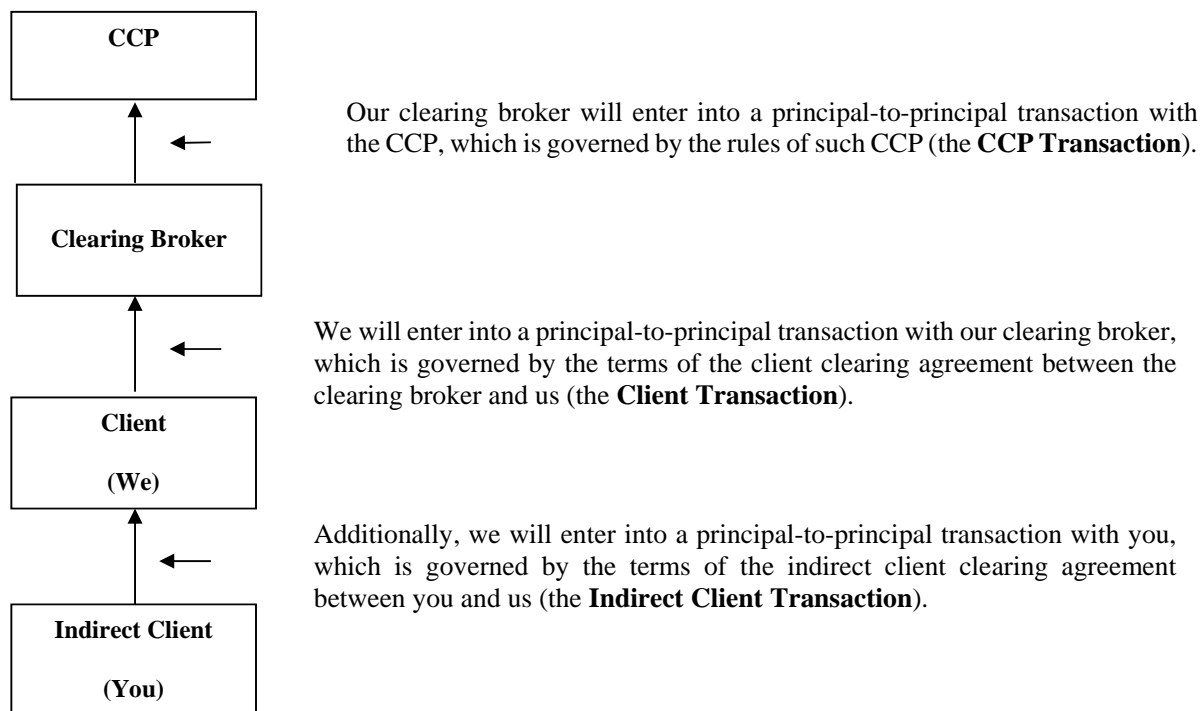 CCP
Our clearing broker will enter into a principal-to-principal transaction with
the CCP, which is governed by the rules of such CCP (the CCP Transaction).
Clearing Broker
We will enter into a principal-to-principal transaction with our clearing broker,
which is governed by the terms of the client clearing agreement between the
clearing broker and us (the Client Transaction).
Client
(We)
Additionally, we will enter into a principal-to-principal transaction with you,
which is governed by the terms of the indirect client clearing agreement
between you and us (the Indirect Client Transaction).
Indirect Client
(You)